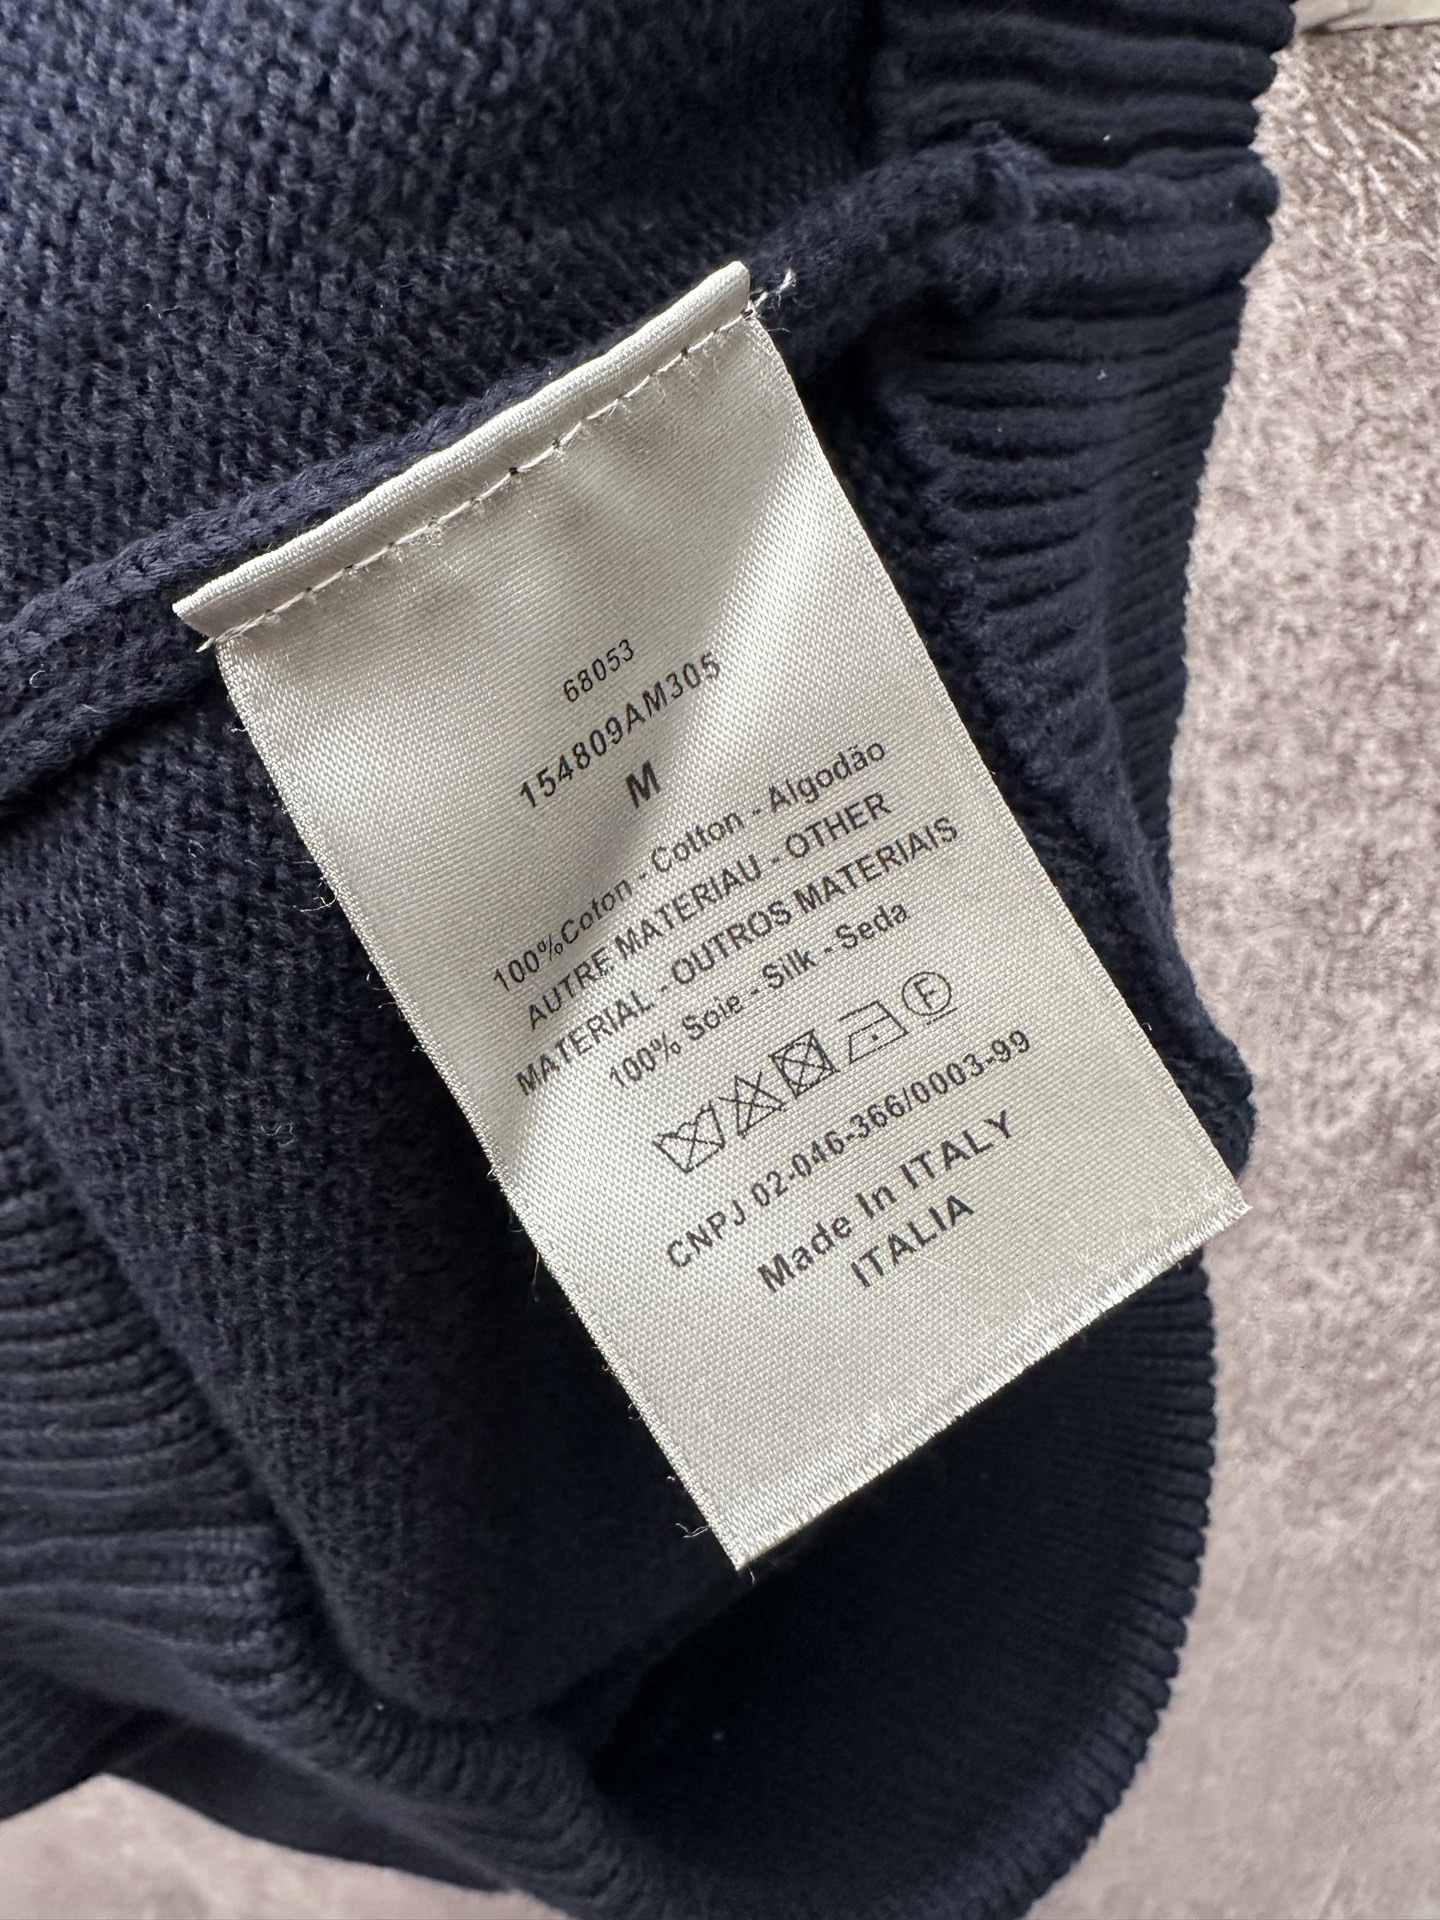 68053
154809AM305
M
100%Coton - Cotton - Algodão
AUTRE MATERIAU - OTHER
MATERIAL - OUTROS MATERIAIS
100% Soie - Silk - Seda
F
CNPJ 02-046-366/0003-99
Made In ITALY
ITALIA